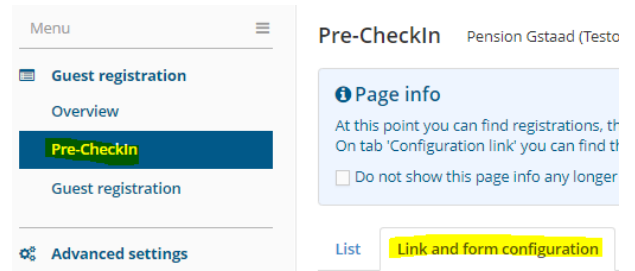 Menu
Guest registration
Overview
Pre-CheckIn
Guest registration
Advanced settings
Pre-CheckIn Pension Gstaad (Testo
Page info
At this point you can find registrations, th
On tab 'Configuration link' you can find th
Do not show this page info any longer
List Link and form configuration